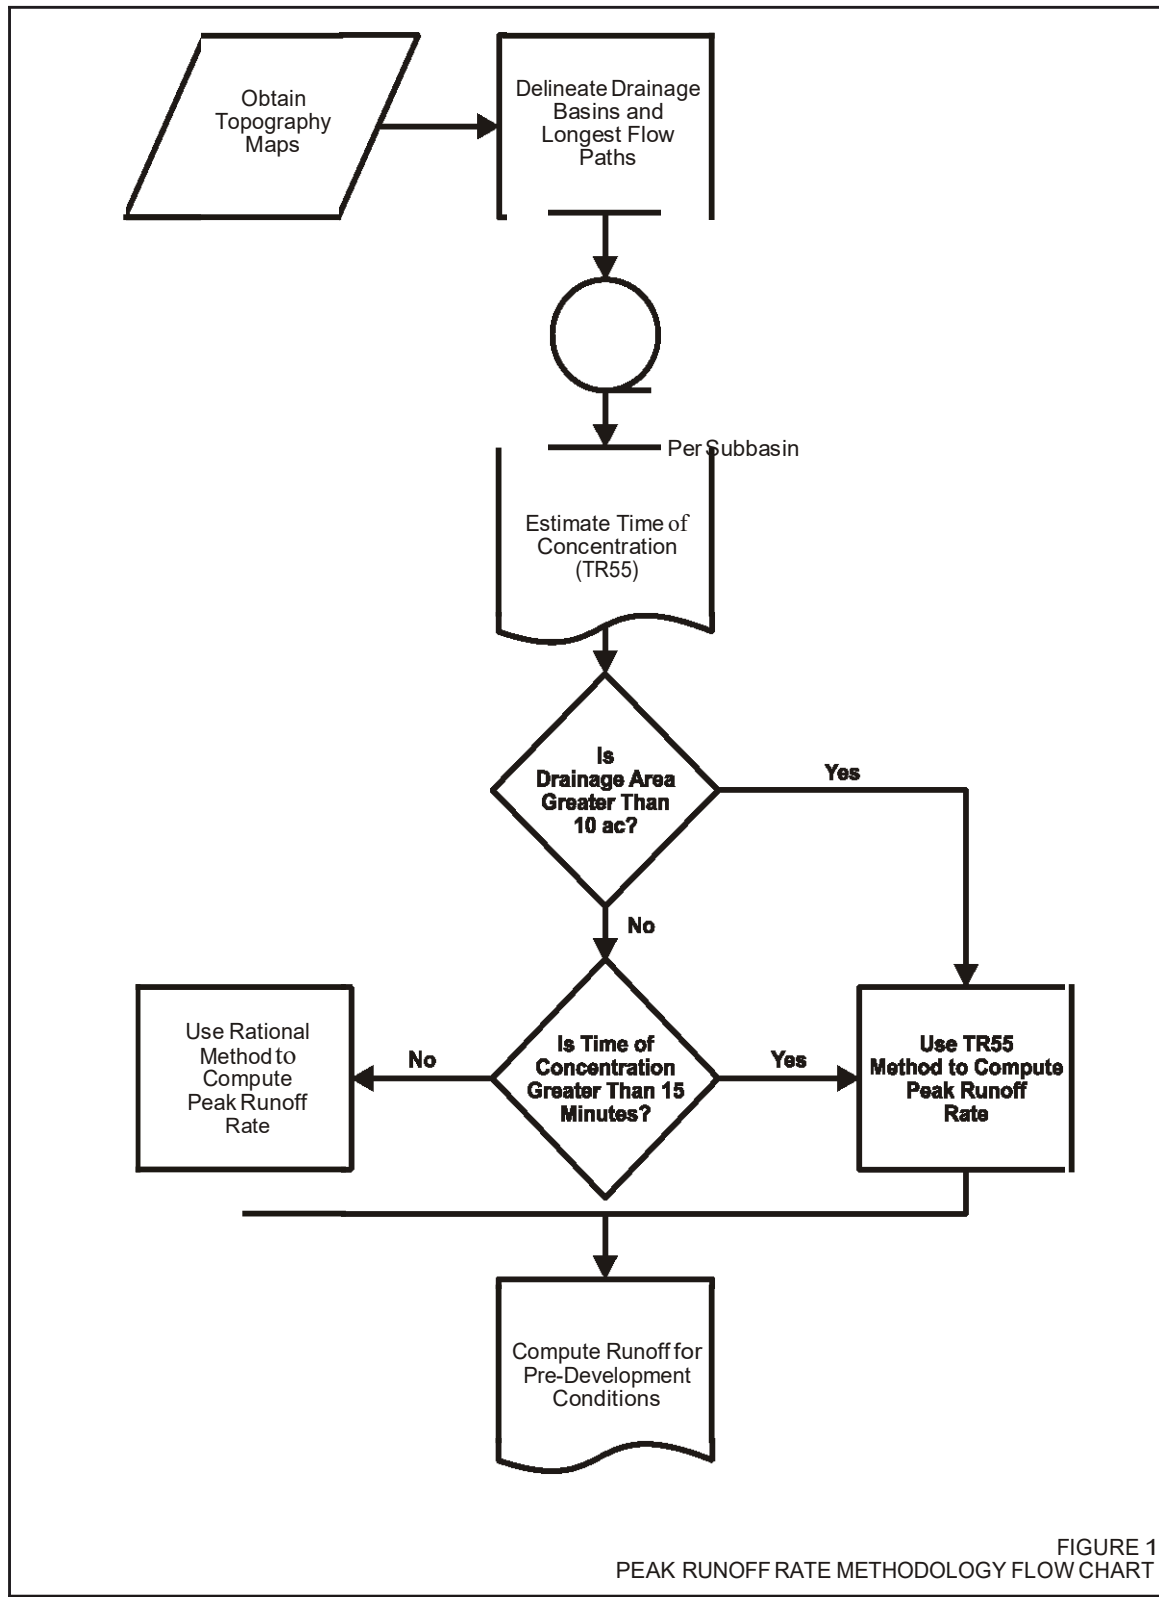 Obtain
Topography
Maps
Delineate Drainage
Basins and
Longest Flow
Paths
Per Subbasin
Estimate Time of
Concentration
(TR55)
Is
Drainage Area
Greater Than
10 ac?
Yes
No
Use Rational
Method to
Compute
Peak Runoff
Rate
No
Is Time of
Concentration
Greater Than 15
Minutes?
Yes
Use TR55
Method to Compute
Peak Runoff
Rate
Compute Runoff for
Pre-Development
Conditions
FIGURE 1
PEAK RUNOFF RATE METHODOLOGY FLOW CHART